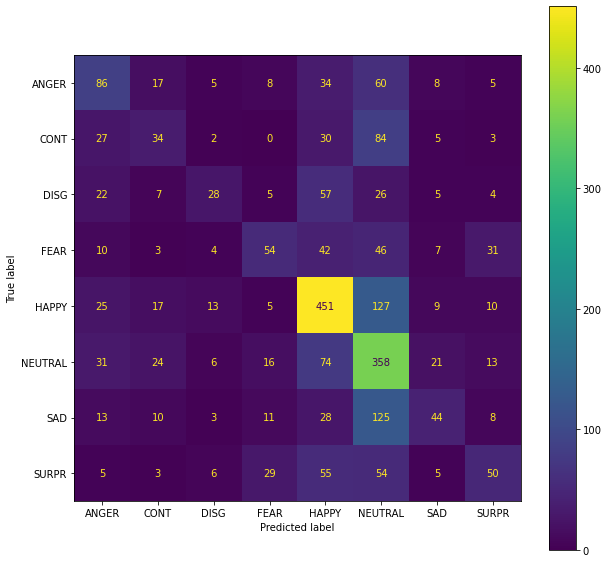 ANGER 86 17 5 8 34 60 8 5
CONT 27 34 2 0 30 84 5 3
DISG 22 7 28 5 57 26 5 4
FEAR 10 3 4 54 42 46 7 31
HAPPY 25 17 13 5 451 127 9 10
NEUTRAL 31 24 6 16 74 358 21 13
SAD 13 10 3 11 28 125 44 8
SURPR 5 3 6 29 55 54 5 50
ANGER CONT DISG FEAR HAPPY NEUTRAL SAD SURPR
Predicted label
True label
400
300
200
100
0